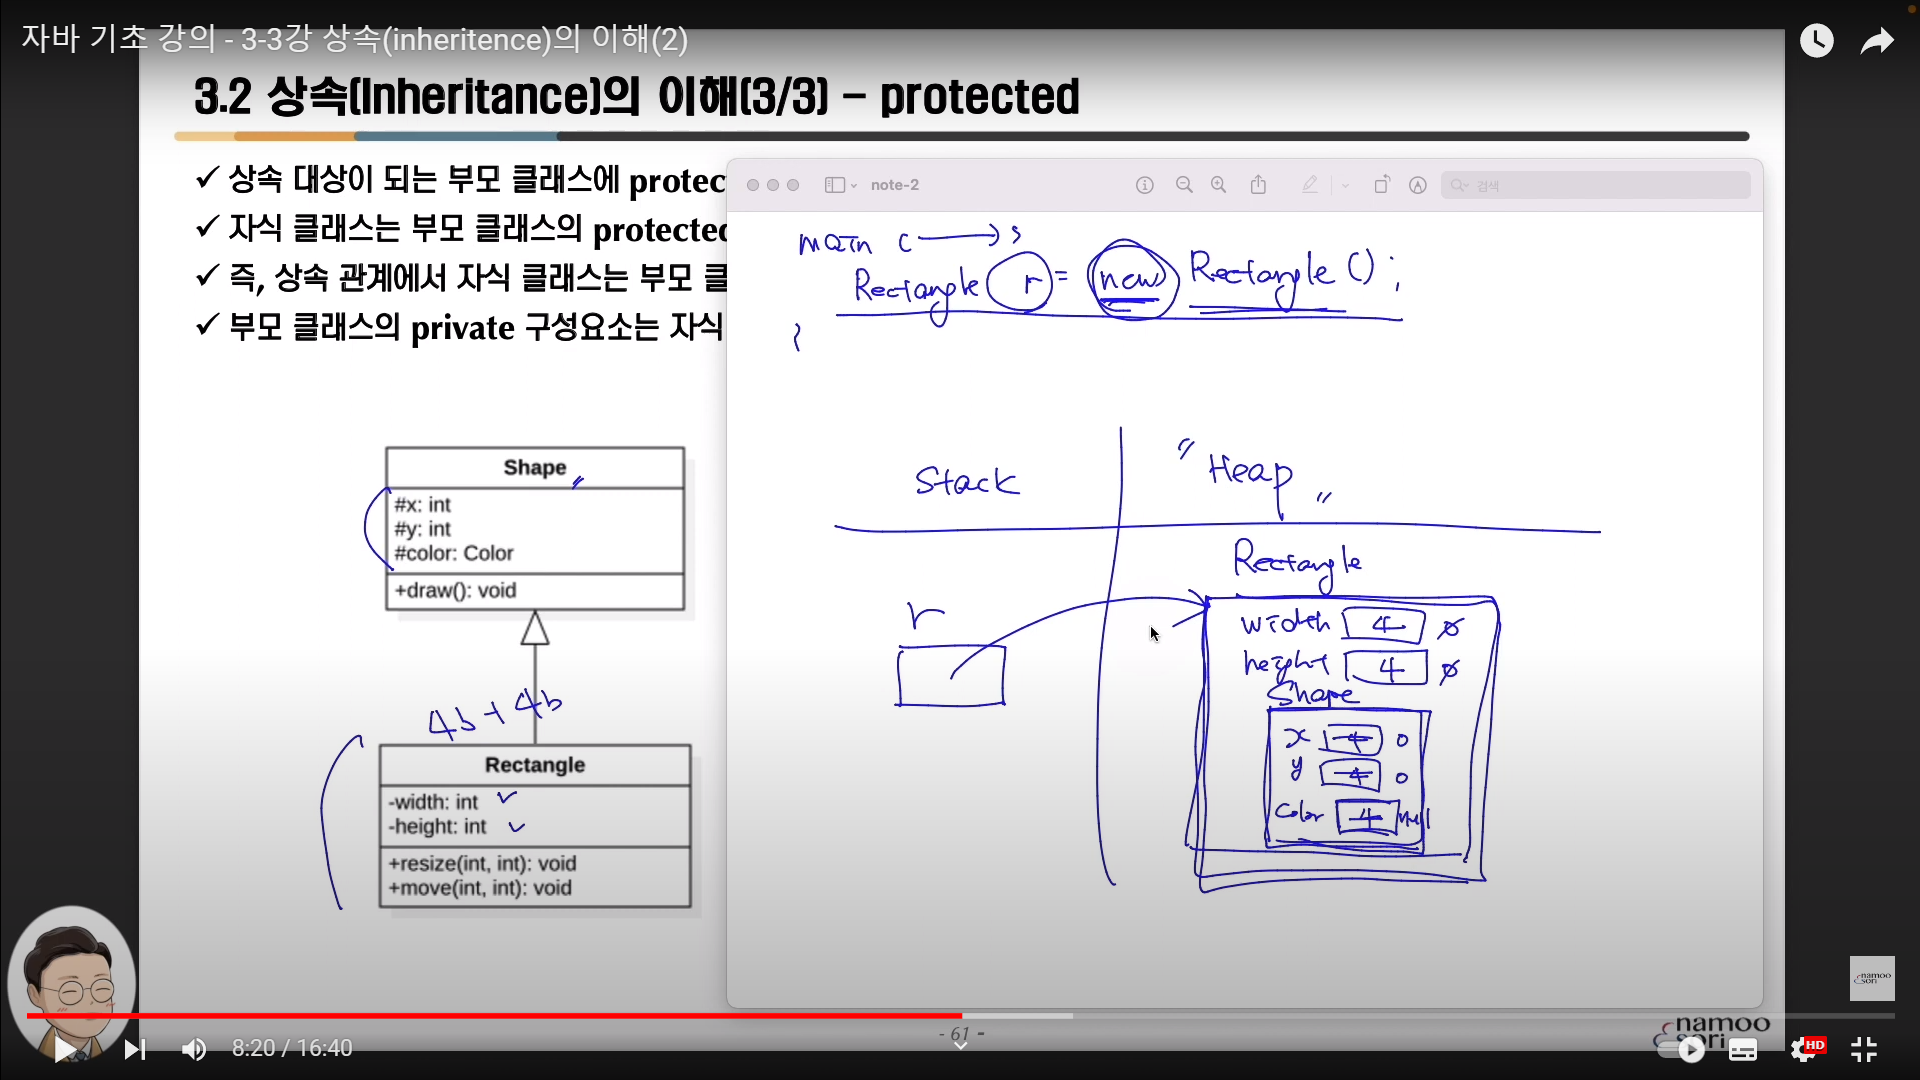 자바 기초 강의 - 3-3강 상속(inheritence)의 이해(2)
3.2 상속(Inheritance)의 이해(3/3) – protected
✓ 상속 대상이 되는 부모 클래스에 protec
✓ 자식 클래스는 부모 클래스의 protected
✓ 즉, 상속 관계에서 자식 클래스는 부모 클
✓ 부모 클래스의 private 구성요소는 자식
note-2
검색
main
Rectangle r = new Rectangle();
Stack
"Heap"
Shape
#x: int
#y: int
#color: Color
+draw(): void
4b + 4b
Rectangle
-width: int
-height: int
+resize(int, int): void
+move(int, int): void
r
Rectangle
width 4 0
height 4 0
Shape
x 4 0
y 4 0
color 4 null
- 61 -
namoo
sori
namoo
sori
8:20 / 16:40
HD